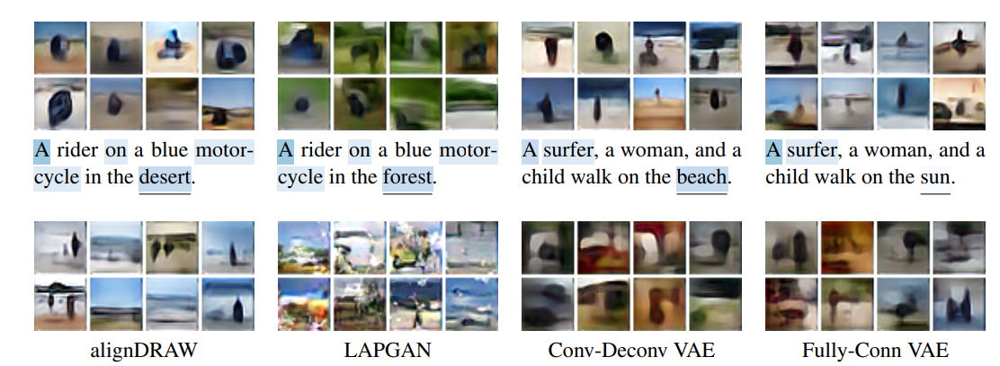 A rider on a blue motor-
cycle in the desert.
A rider on a blue motor-
cycle in the forest.
A surfer, a woman, and a
child walk on the beach.
A surfer, a woman, and a
child walk on the sun.
alignDRAW
LAPGAN
Conv-Deconv VAE
Fully-Conn VAE